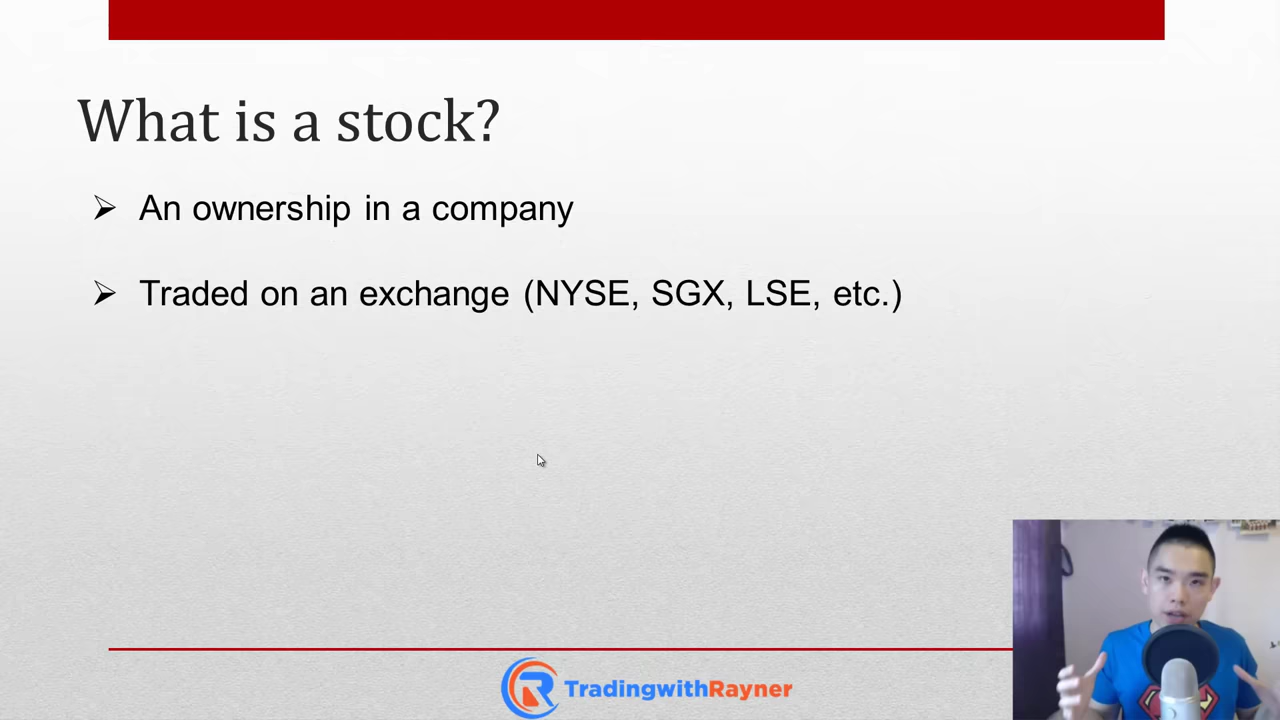 What is a stock?
An ownership in a company
Traded on an exchange (NYSE, SGX, LSE, etc.)
TradingwithRayner